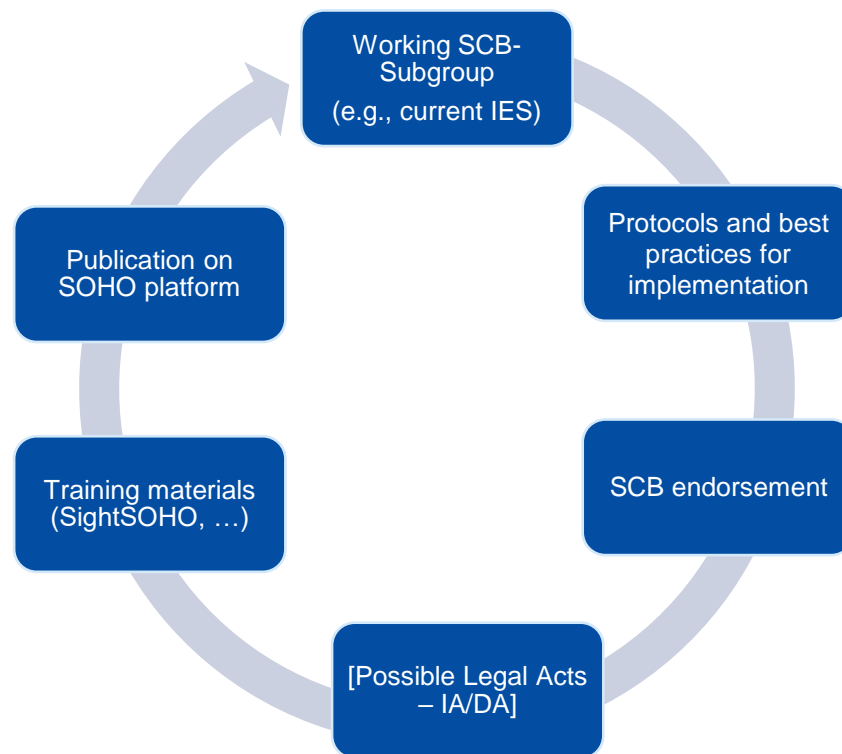 Working SCB-
Subgroup
(e.g., current IES)
Protocols and best
practices for
implementation
SCB endorsement
[Possible Legal Acts
– IA/DA]
Training materials
(SightSOHO, …)
Publication on
SOHO platform